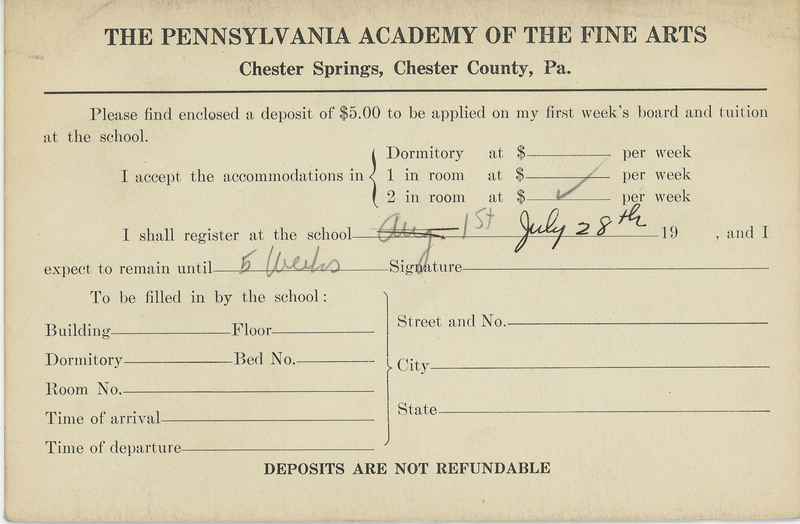 THE PENNSYLVANIA ACADEMY OF THE FINE ARTS
Chester Springs, Chester County, Pa.
Please find enclosed a deposit of $5.00 to be applied on my first week's board and tuition
at the school.
Dormitory at $ per week
I accept the accommodations in 1 in room at $ per week
2 in room at $ ✓ per week
I shall register at the school Aug. 1st July 28th 19 , and I
expect to remain until 5 Weeks Signature
To be filled in by the school:
Building Floor
Street and No.
Dormitory Bed No.
City
Room No.
State
Time of arrival
Time of departure
DEPOSITS ARE NOT REFUNDABLE